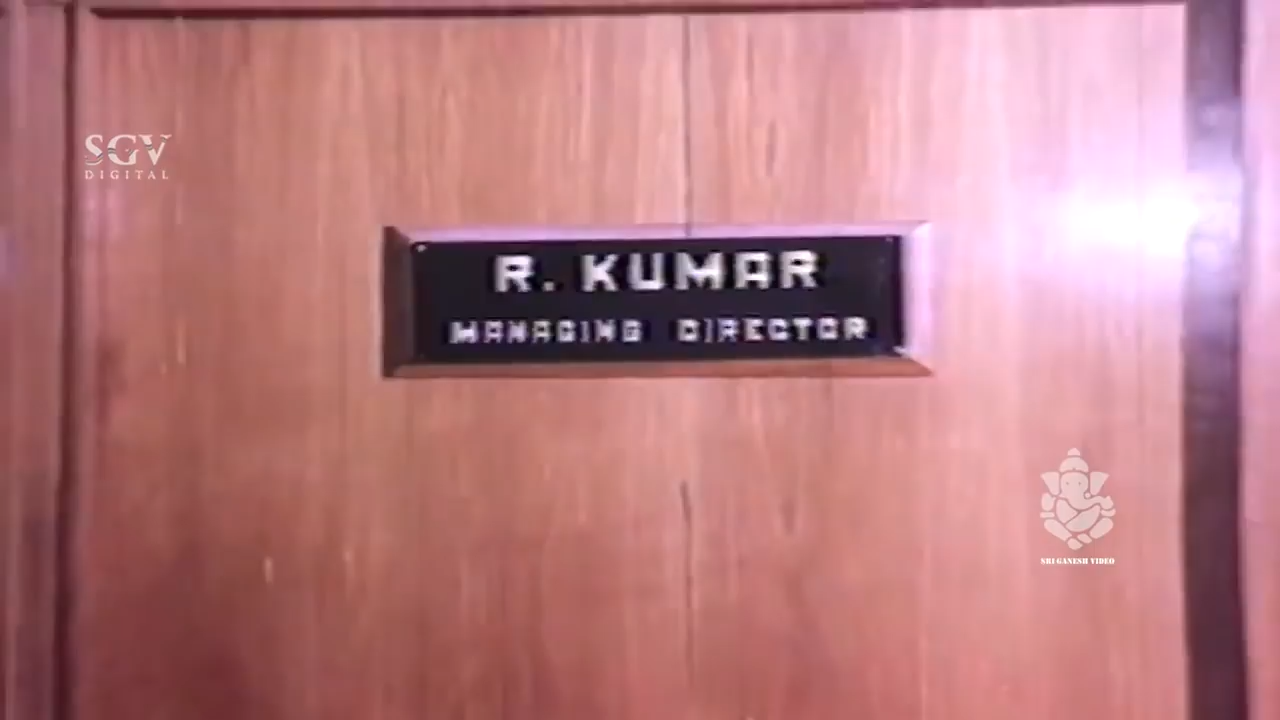 SGV
DIGITAL
R. KUMAR
MANAGING DIRECTOR
SRI GANESH VIDEO